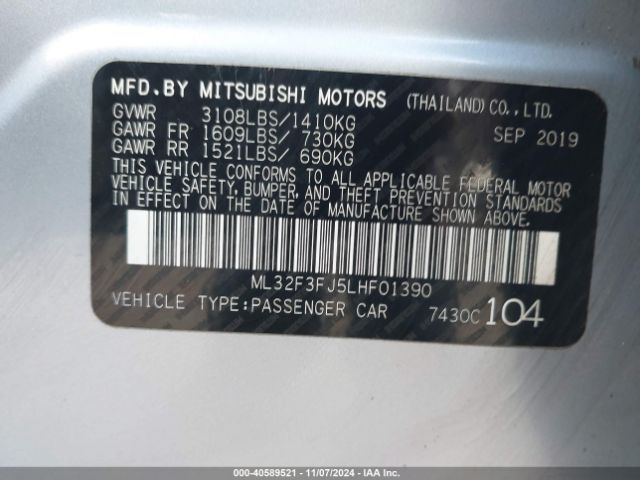 MFD.BY MITSUBISHI MOTORS (THAILAND)CO.,LTD.
GVWR 3108LBS/1410KG SEP 2019
GAWR FR 1609LBS/ 730KG
GAWR RR 1521LBS/ 690KG
THIS VEHICLE CONFORMS TO ALL APPLICABLE FEDERAL MOTOR
VEHICLE SAFETY, BUMPER, AND THEFT PREVENTION STANDARDS
IN EFFECT ON THE DATE OF MANUFACTURE SHOWN ABOVE.
ML32F3FJ5LHF01390
VEHICLE TYPE:PASSENGER CAR 7430C 104
000-40589521 - 11/07/2024 - IAAI.com